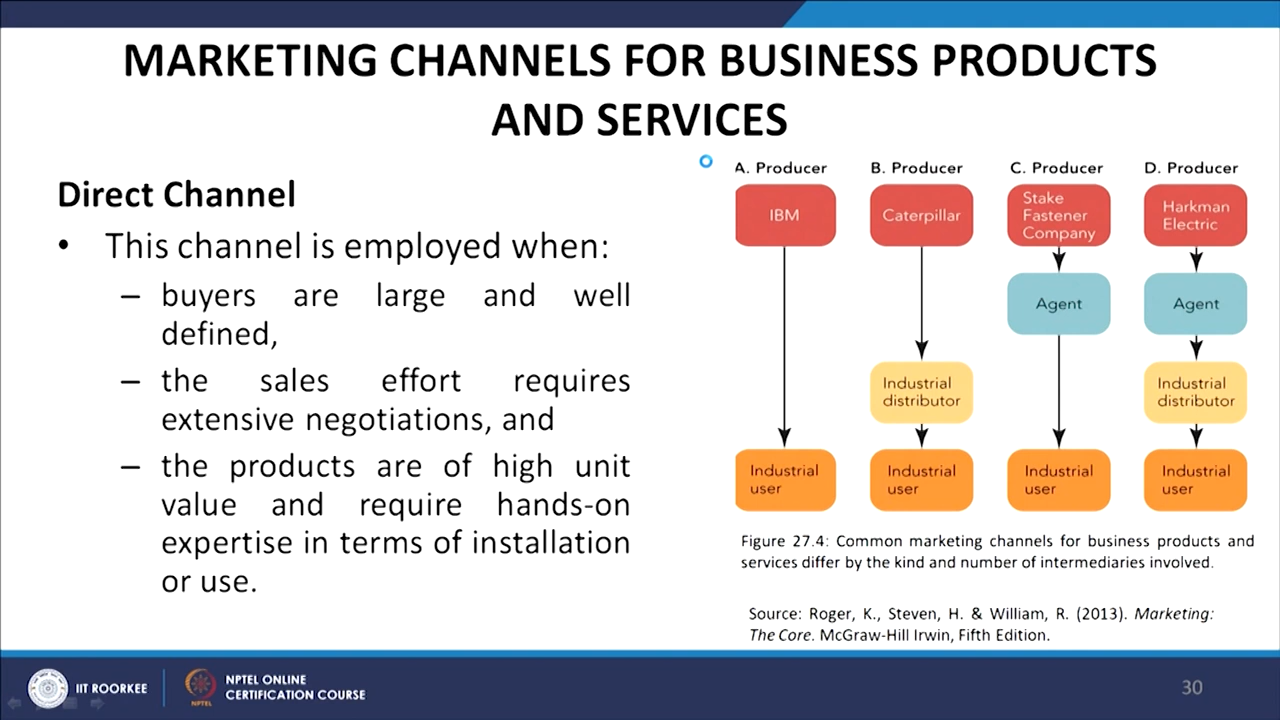 MARKETING CHANNELS FOR BUSINESS PRODUCTS
AND SERVICES
Direct Channel
• This channel is employed when:
– buyers are large and well
defined,
– the sales effort requires
extensive negotiations, and
– the products are of high unit
value and require hands-on
expertise in terms of installation
or use.
A. Producer
IBM
Industrial
user
B. Producer
Caterpillar
Industrial
distributor
Industrial
user
C. Producer
Stake
Fastener
Company
Agent
Industrial
user
D. Producer
Harkman
Electric
Agent
Industrial
distributor
Industrial
user
Figure 27.4: Common marketing channels for business products and
services differ by the kind and number of intermediaries involved.
Source: Roger, K., Steven, H. & William, R. (2013). Marketing:
The Core. McGraw-Hill Irwin, Fifth Edition.
IIT ROORKEE
NPTEL
NPTEL ONLINE
CERTIFICATION COURSE
30